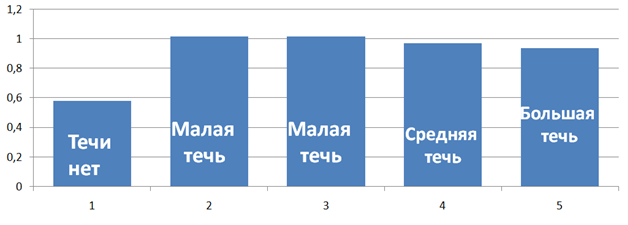 1,2
1
0,8
0,6
0,4
0,2
0
Течи
нет
Малая
течь
Малая
течь
Средняя
течь
Большая
течь
1 2 3 4 5